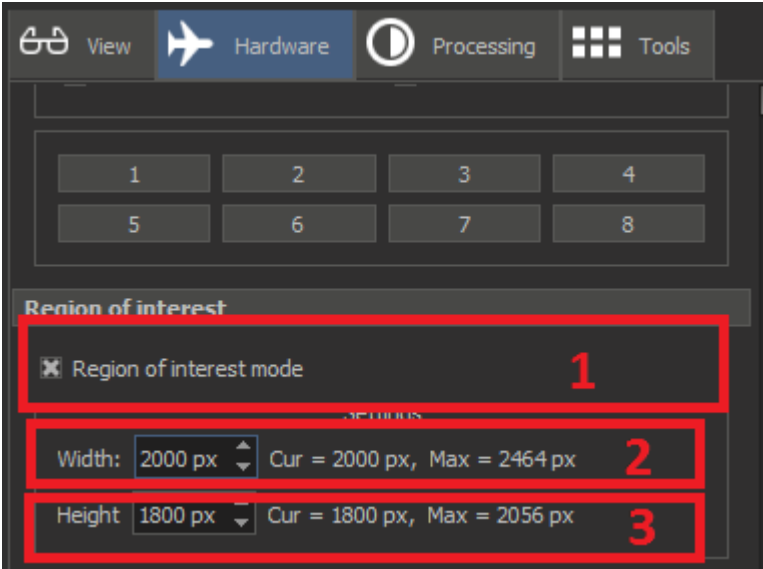 View Hardware Processing Tools
1 2 3 4
5 6 7 8
Region of interest
Region of interest mode 1
Settings
Width: 2000 px Cur = 2000 px, Max = 2464 px 2
Height 1800 px Cur = 1800 px, Max = 2056 px 3